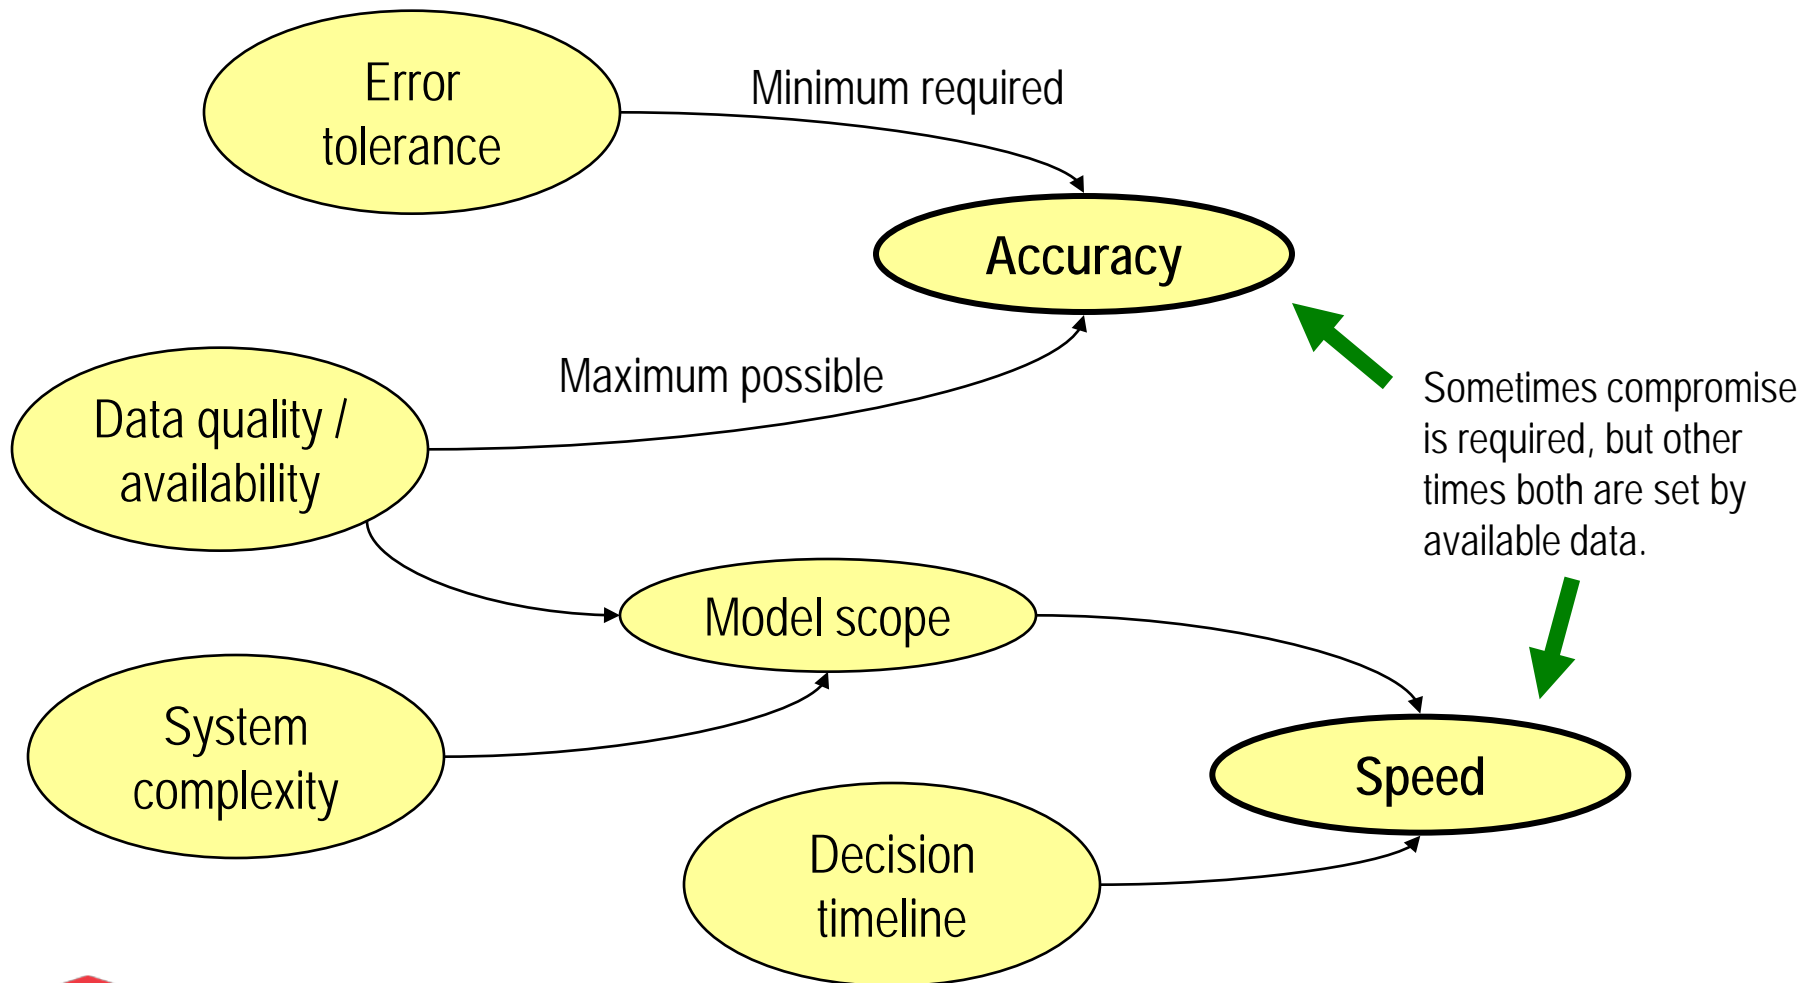 Error
tolerance
Minimum required
Accuracy
Maximum possible
Data quality /
availability
Sometimes compromise
is required, but other
times both are set by
available data.
Model scope
System
complexity
Speed
Decision
timeline